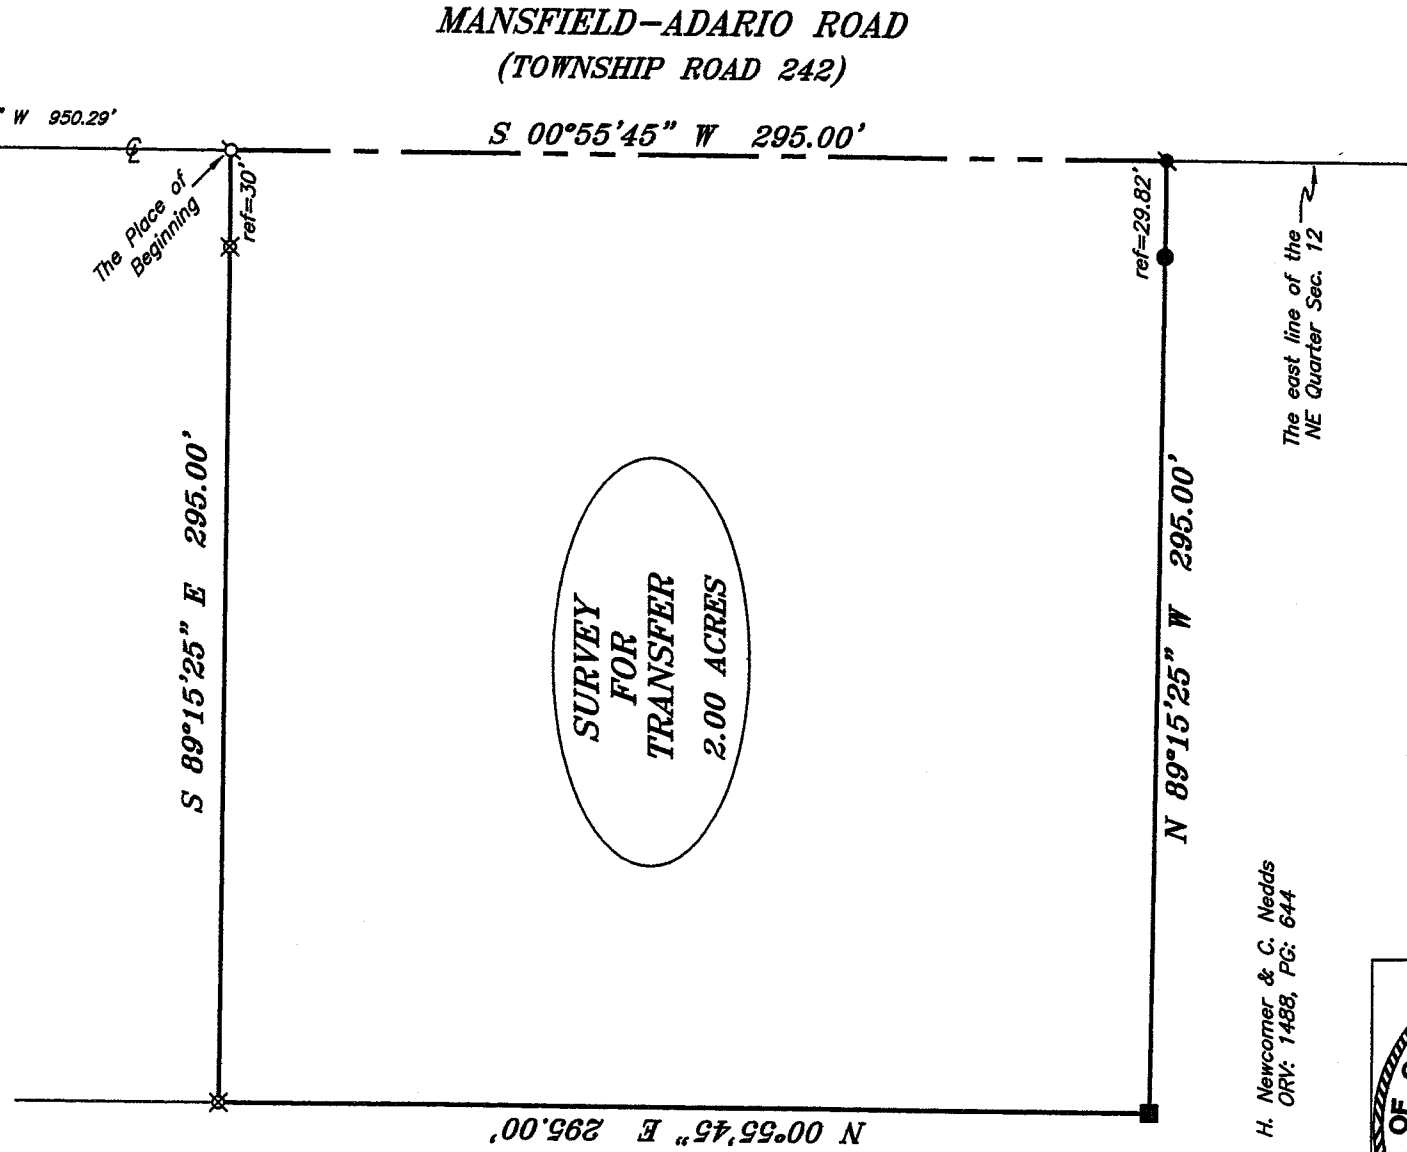 MANSFIELD-ADARIO ROAD
(TOWNSHIP ROAD 242)
" W 950.29'
S 00°55'45" W 295.00'
The Place of
Beginning
ref=30'
ref=29.82'
The east line of the
NE Quarter Sec. 12
S 89°15'25" E 295.00'
SURVEY
FOR
TRANSFER
2.00 ACRES
N 89°15'25" W 295.00'
H. Newcomer & C. Nedds
ORV: 1488, PG: 644
N 00°55'45" E 295.00'
OF